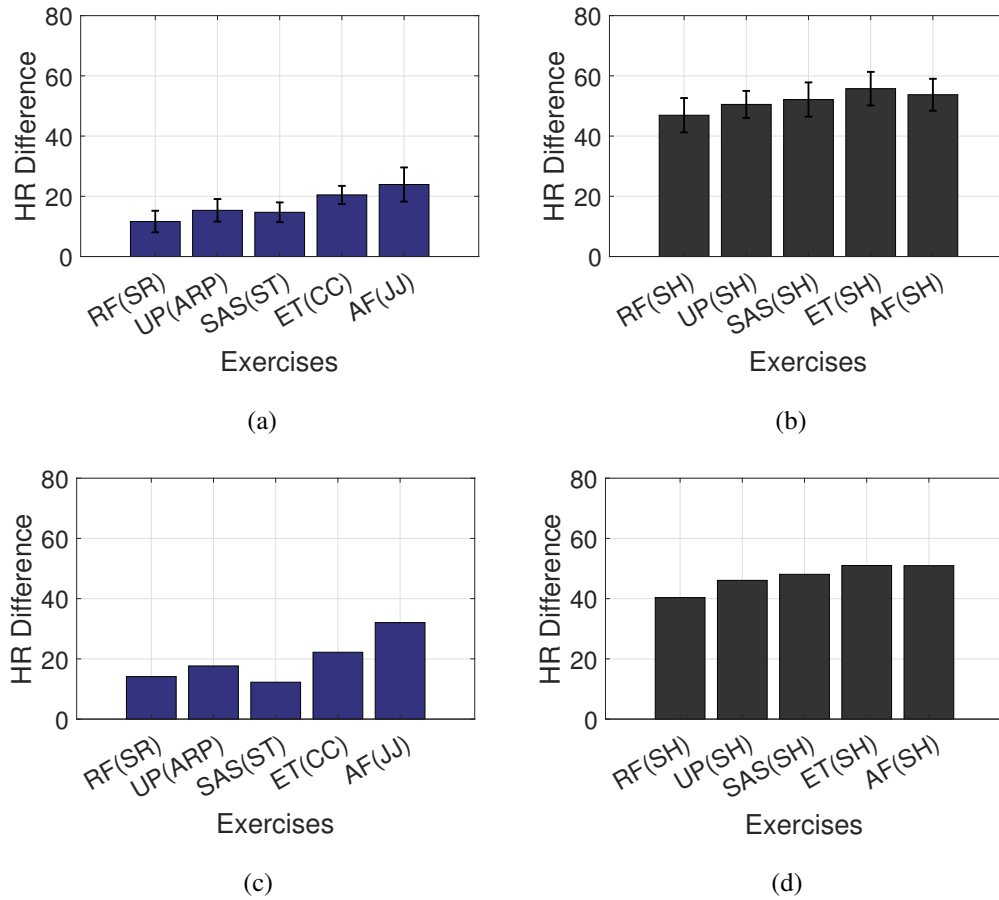 80
60
40
20
0
HR Difference
RF(SR)
UP(ARP)
SAS(ST)
ET(CC)
AF(JJ)
Exercises
(a)
80
60
40
20
0
HR Difference
RF(SH)
UP(SH)
SAS(SH)
ET(SH)
AF(SH)
Exercises
(b)
80
60
40
20
0
HR Difference
RF(SR)
UP(ARP)
SAS(ST)
ET(CC)
AF(JJ)
Exercises
(c)
80
60
40
20
0
HR Difference
RF(SH)
UP(SH)
SAS(SH)
ET(SH)
AF(SH)
Exercises
(d)